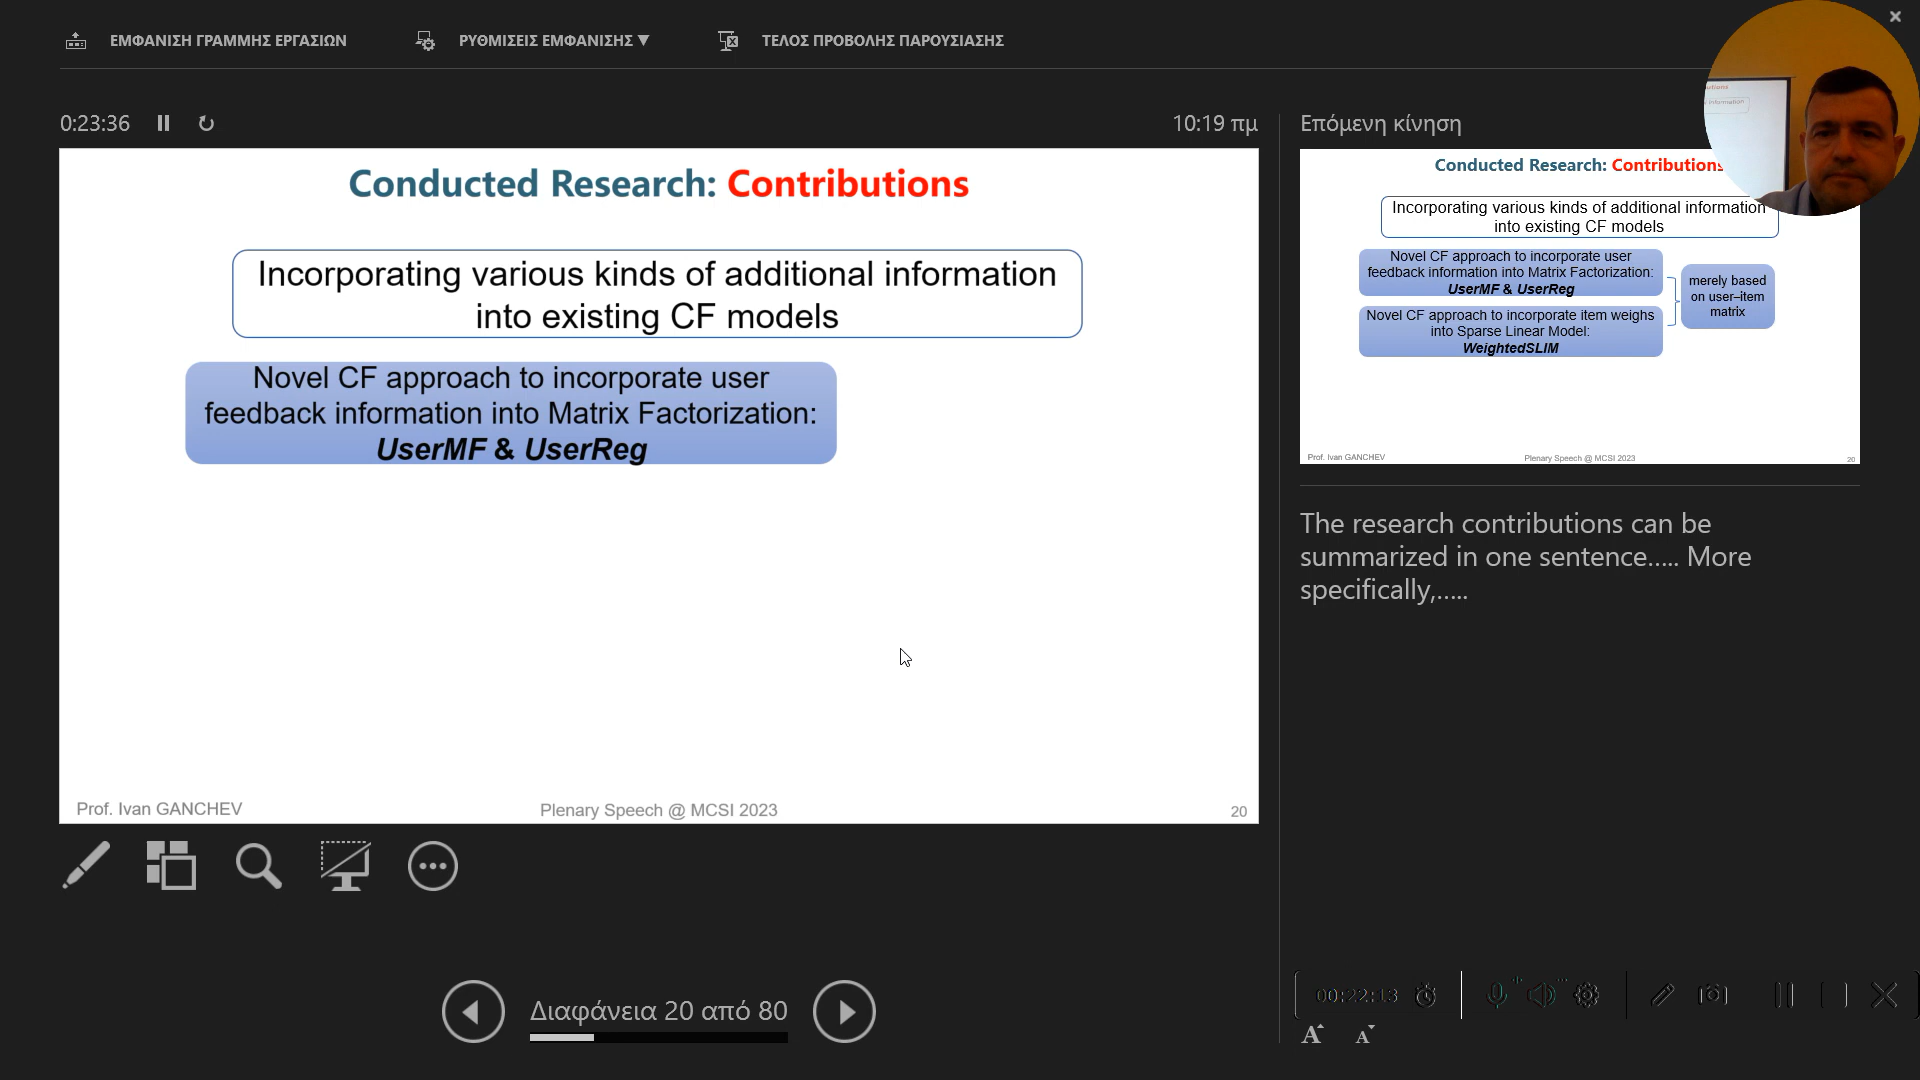 ΕΜΦΑΝΙΣΗ ΓΡΑΜΜΗΣ ΕΡΓΑΣΙΩΝ
ΡΥΘΜΙΣΕΙΣ ΕΜΦΑΝΙΣΗΣ ▼
ΤΕΛΟΣ ΠΡΟΒΟΛΗΣ ΠΑΡΟΥΣΙΑΣΗΣ
0:23:36
10:19 πμ
Conducted Research: Contributions
Incorporating various kinds of additional information
into existing CF models
Novel CF approach to incorporate user
feedback information into Matrix Factorization:
UserMF & UserReg
Prof. Ivan GANCHEV
Plenary Speech @ MCSI 2023
20
Διαφάνεια 20 από 80
Επόμενη κίνηση
Conducted Research: Contributions
Incorporating various kinds of additional information
into existing CF models
Novel CF approach to incorporate user
feedback information into Matrix Factorization:
UserMF & UserReg
merely based
on user–item
matrix
Novel CF approach to incorporate item weighs
into Sparse Linear Model:
WeightedSLIM
Prof. Ivan GANCHEV
Plenary Speech @ MCSI 2023
20
The research contributions can be
summarized in one sentence..... More
specifically,.....
00:22:13
A A